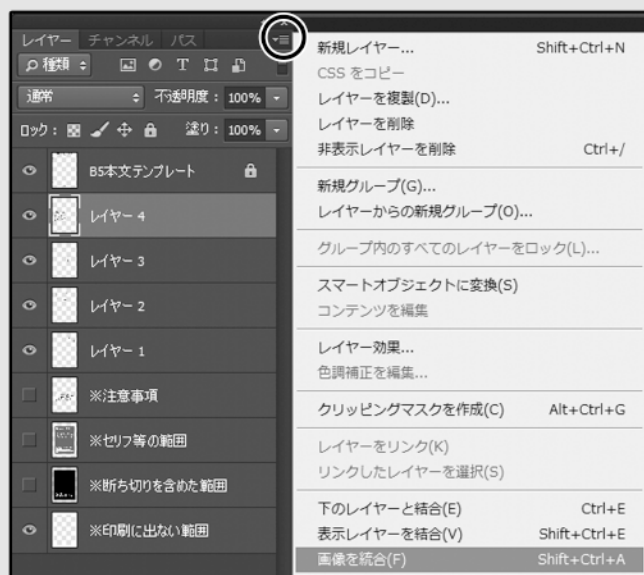 レイヤー チャンネル パス
種類
T
通常 不透明度： 100%
ロック： 塗り： 100%
B5本文テンプレート
レイヤー 4
レイヤー 3
レイヤー 2
レイヤー 1
※注意事項
※セリフ等の範囲
※断ち切りを含めた範囲
※印刷に出ない範囲
新規レイヤー... Shift+Ctrl+N
CSS をコピー
レイヤーを複製(D)...
レイヤーを削除
非表示レイヤーを削除 Ctrl+/
新規グループ(G)...
レイヤーからの新規グループ(O)...
グループ内のすべてのレイヤーをロック(L)...
スマートオブジェクトに変換(S)
コンテンツを編集
レイヤー効果...
色調補正を編集...
クリッピングマスクを作成(C) Alt+Ctrl+G
レイヤーをリンク(K)
リンクしたレイヤーを選択(S)
下のレイヤーと結合(E) Ctrl+E
表示レイヤーを結合(V) Shift+Ctrl+E
画像を統合(F) Shift+Ctrl+A